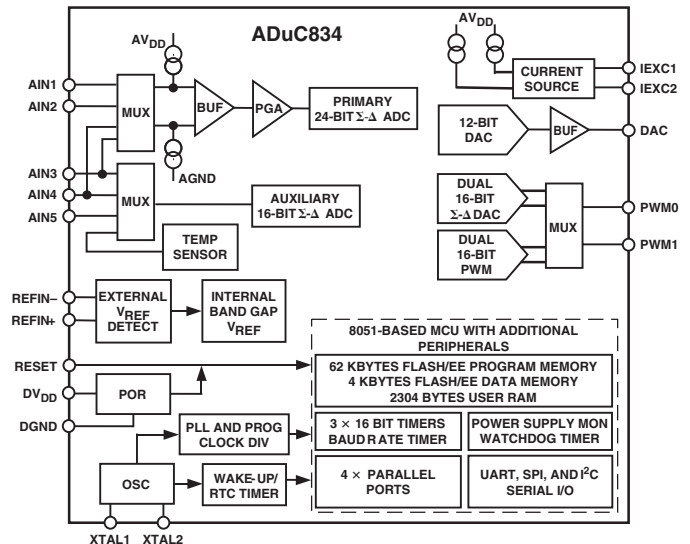 ADuC834
AVDD
AIN1
AIN2
MUX
BUF
PGA
PRIMARY
24-BIT Σ-Δ ADC
AGND
AIN3
AIN4
AIN5
MUX
AUXILIARY
16-BIT Σ-Δ ADC
TEMP
SENSOR
AVDD
CURRENT
SOURCE
IEXC1
IEXC2
12-BIT
DAC
BUF
DAC
DUAL
16-BIT
Σ-Δ DAC
DUAL
16-BIT
PWM
MUX
PWM0
PWM1
REFIN–
REFIN+
EXTERNAL
VREF
DETECT
INTERNAL
BAND GAP
VREF
RESET
DVDD
DGND
POR
PLL AND PROG
CLOCK DIV
OSC
WAKE-UP/
RTC TIMER
XTAL1
XTAL2
8051-BASED MCU WITH ADDITIONAL
PERIPHERALS
62 KBYTES FLASH/EE PROGRAM MEMORY
4 KBYTES FLASH/EE DATA MEMORY
2304 BYTES USER RAM
3 × 16 BIT TIMERS
BAUD RATE TIMER
POWER SUPPLY MON
WATCHDOG TIMER
4 × PARALLEL
PORTS
UART, SPI, AND I2C
SERIAL I/O